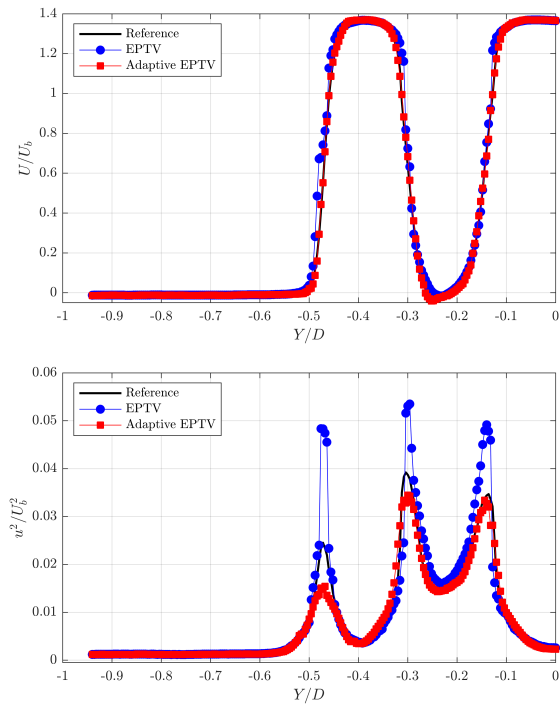 1.4
1.2
1
0.8
0.6
0.4
0.2
0
U/U_b
Reference
EPTV
Adaptive EPTV
-1 -0.9 -0.8 -0.7 -0.6 -0.5 -0.4 -0.3 -0.2 -0.1 0
Y/D
0.06
0.05
0.04
0.03
0.02
0.01
0
u²/U_b²
Reference
EPTV
Adaptive EPTV
-1 -0.9 -0.8 -0.7 -0.6 -0.5 -0.4 -0.3 -0.2 -0.1 0
Y/D